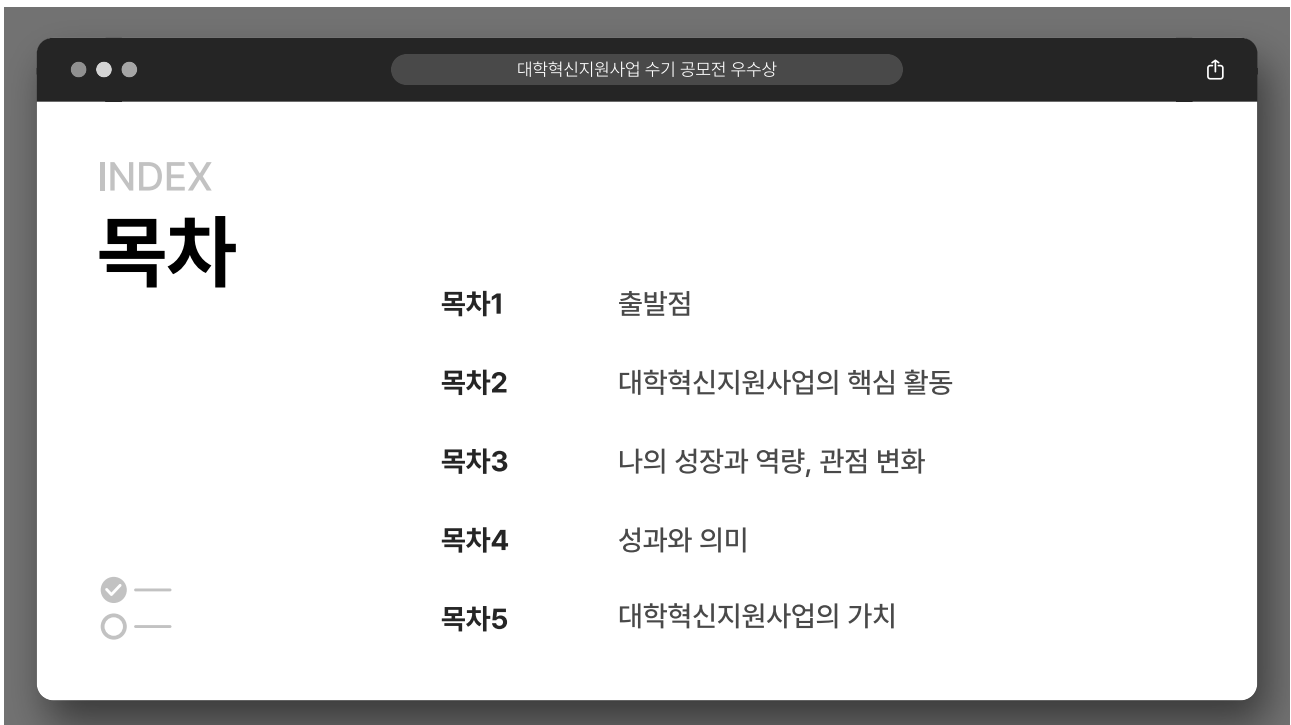 대학혁신지원사업 수기 공모전 우수상
INDEX
목차
목차1 출발점
목차2 대학혁신지원사업의 핵심 활동
목차3 나의 성장과 역량, 관점 변화
목차4 성과와 의미
목차5 대학혁신지원사업의 가치